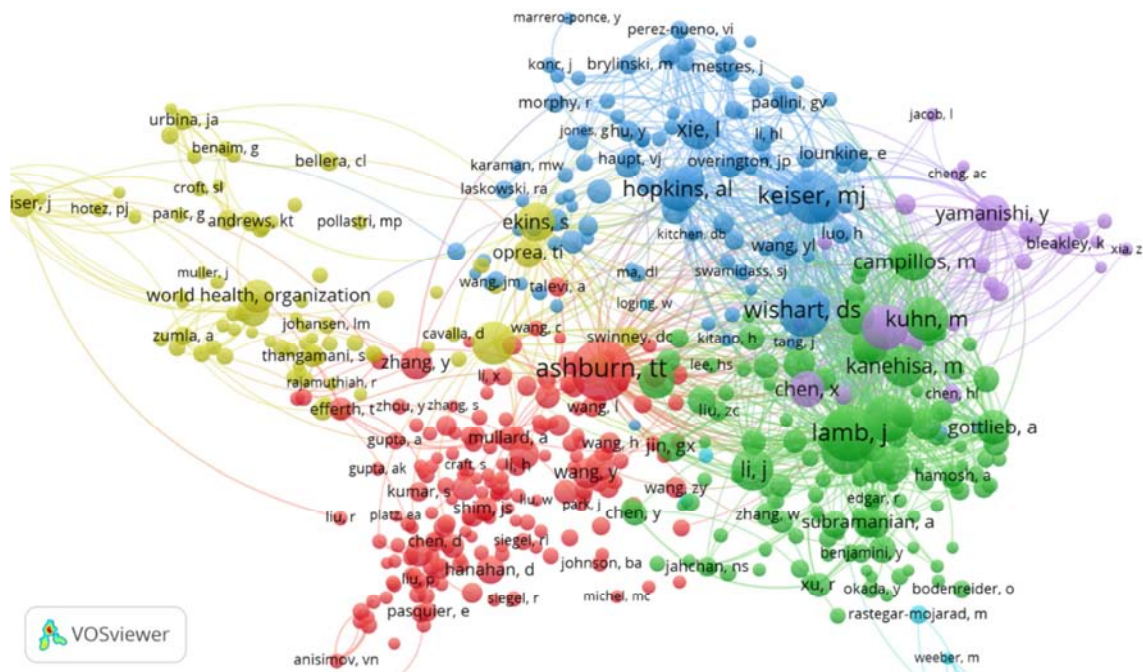 marrero-ponce, y
perez-nueno, vi
konc, j
brylinski, m
mestres, j
morphy, r
paolini, gv
jacob, l
urbina, ja
jones, g
hu, y
xie, l
li, hl
benaim, g
bellera, cl
karaman, mw
haupt, vj
overington, jp
lounkine, e
cheng, ac
croft, sl
laskowski, ra
hopkins, al
keiser, mj
iser, j
hotez, pj
panic, g
andrews, kt
pollastri, mp
ekins, s
yamanishi, y
kitchen, db
luo, h
bleakley, k
xia, z
oprea, ti
wang, yl
campillos, m
muller, j
wang, jm
talevi, a
ma, dl
swamidass, sj
world health, organization
loging, w
wishart, ds
kuhn, m
zumla, a
johansen, lm
cavalla, d
wang, c
swinney, dc
kitano, h
tang, j
thangamani, s
zhang, y
ashburn, tt
lee, hs
kanehisa, m
rajamuthiah, r
li, x
chen, x
chen, hl
efferth, t
zhou, y
zhang, s
wang, l
liu, zc
lamb, j
gottlieb, a
gupta, a
mullard, a
wang, h
jin, gx
gupta, ak
craft, s
li, h
wang, y
li, j
hamosh, a
kumar, s
liu, w
park, j
wang, zy
edgar, r
liu, r
platz, ea
shim, js
chen, y
zhang, w
subramanian, a
chen, d
siegel, rl
benjamini, y
liu, p
hanahan, d
johnson, ba
jahchan, ns
xu, r
okada, y
bodenreider, o
pasquier, e
siegel, r
michel, mc
rastegar-mojarad, m
anisimov, vn
weeber, m
VOSviewer